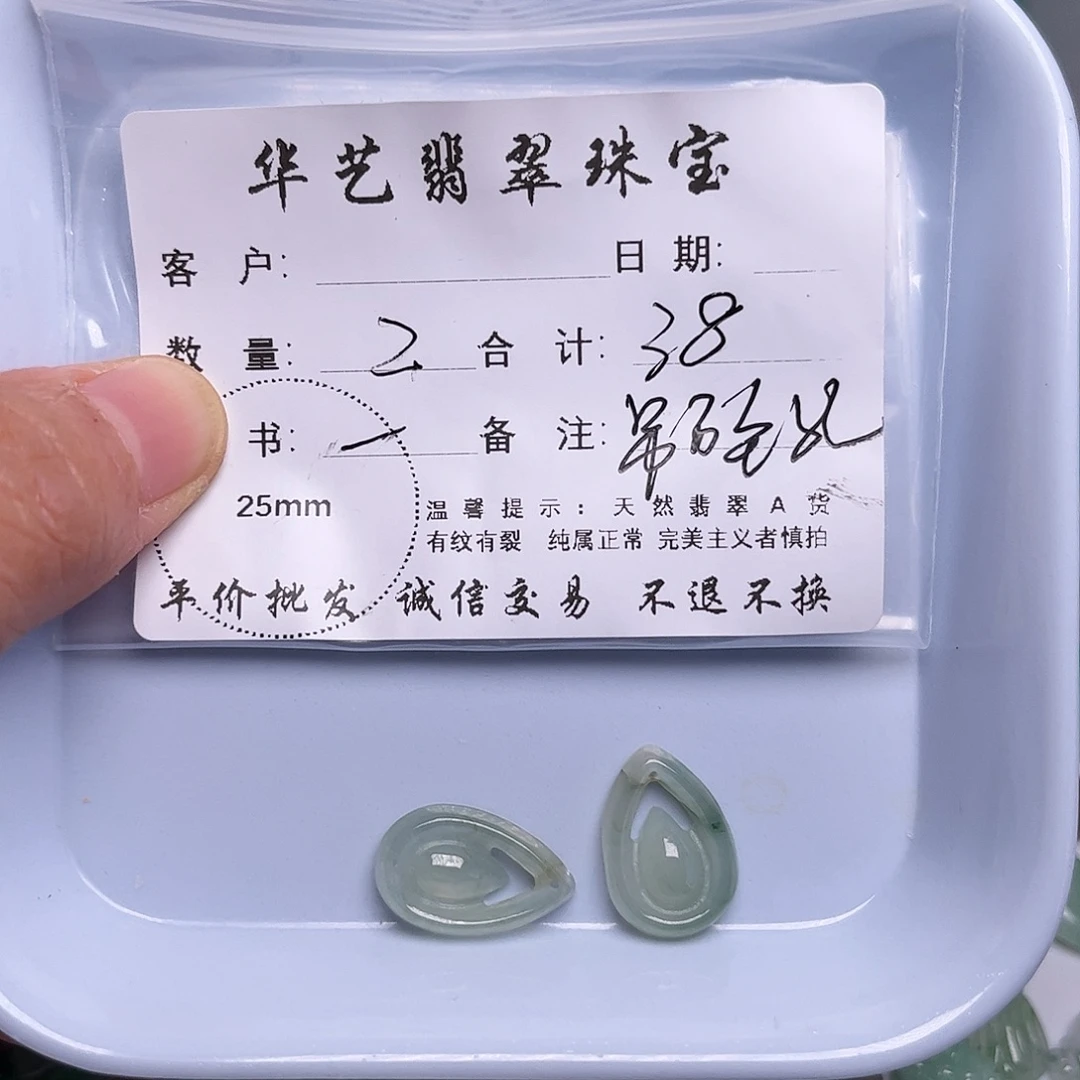 华艺翡翠珠宝
客 户： 日期：
数 量： 2 合 计： 38
书： 一 备 注：
25mm 温馨提示：天然翡翠A货
有纹有裂 纯属正常 完美主义者慎拍
平价批发 诚信交易 不退不换